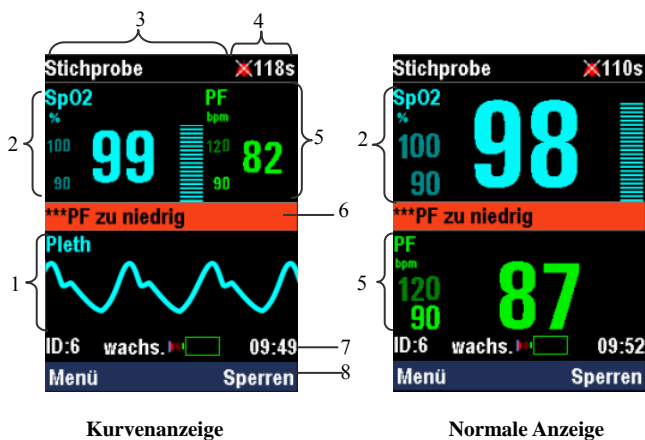 3
4
Stichprobe 118s
SpO2 PF
% bpm
100 99 120 82
90 90
2
5
***PF zu niedrig
6
Pleth
1
ID:6 wachs. 09:49
7
Menü Sperren
8
Kurvenanzeige
Stichprobe 110s
SpO2
%
100 98
90
2
***PF zu niedrig
PF
bpm
120 87
90
5
ID:6 wachs. 09:52
Menü Sperren
Normale Anzeige